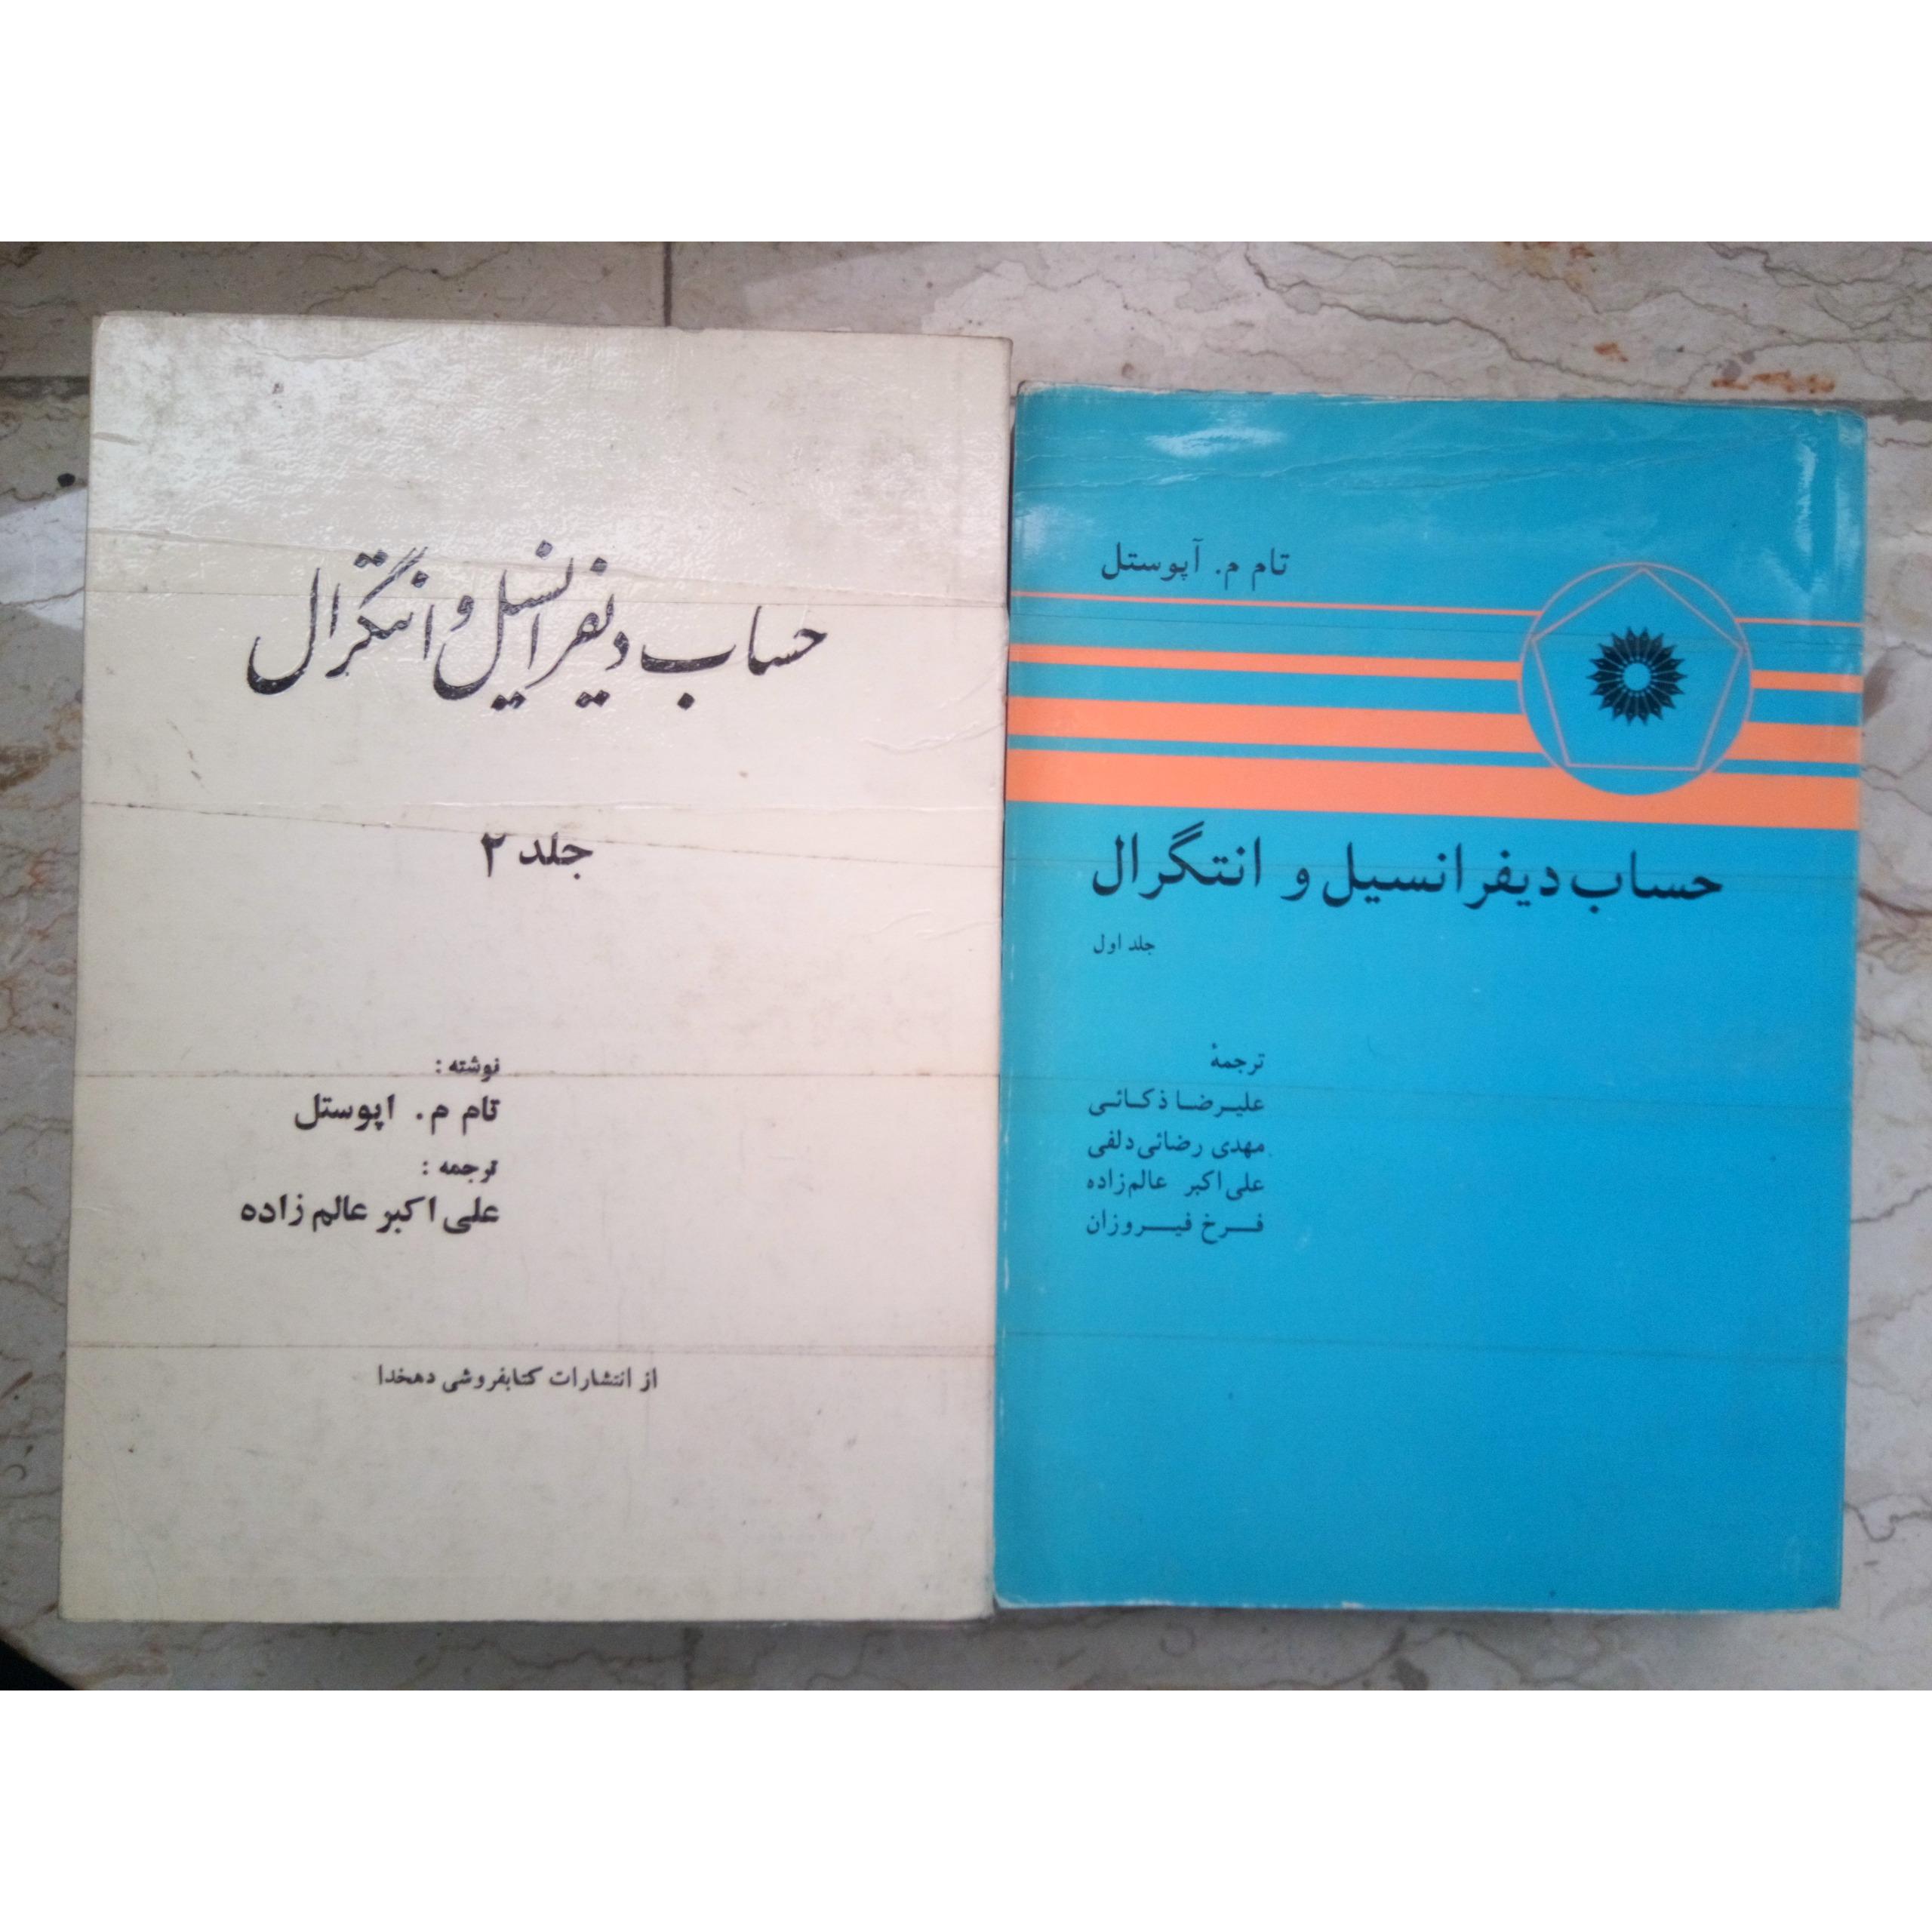 تام م. آپوستل
حساب دیفرانسیل و انتگرال
جلد اول
ترجمهٔ
علیرضا ذکائی
مهدی رضائی دلفی
علی اکبر عالم‌زاده
فرخ فیروزان
حساب دیفرانسیل و انتگرال
جلد ۲
نوشته :
تام م. اپوستل
ترجمه :
علی اکبر عالم زاده
از انتشارات کتابفروشی دهخدا